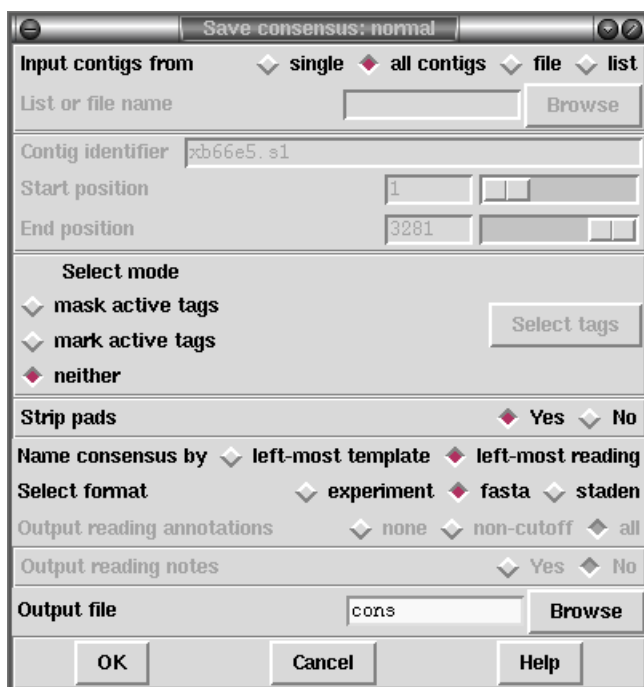 Save consensus: normal
Input contigs from single all contigs file list
List or file name Browse
Contig identifier xb66e5.s1
Start position 1
End position 3281
Select mode
mask active tags
Select tags
mark active tags
neither
Strip pads Yes No
Name consensus by left-most template left-most reading
Select format experiment fasta staden
Output reading annotations none non-cutoff all
Output reading notes Yes No
Output file cons Browse
OK Cancel Help